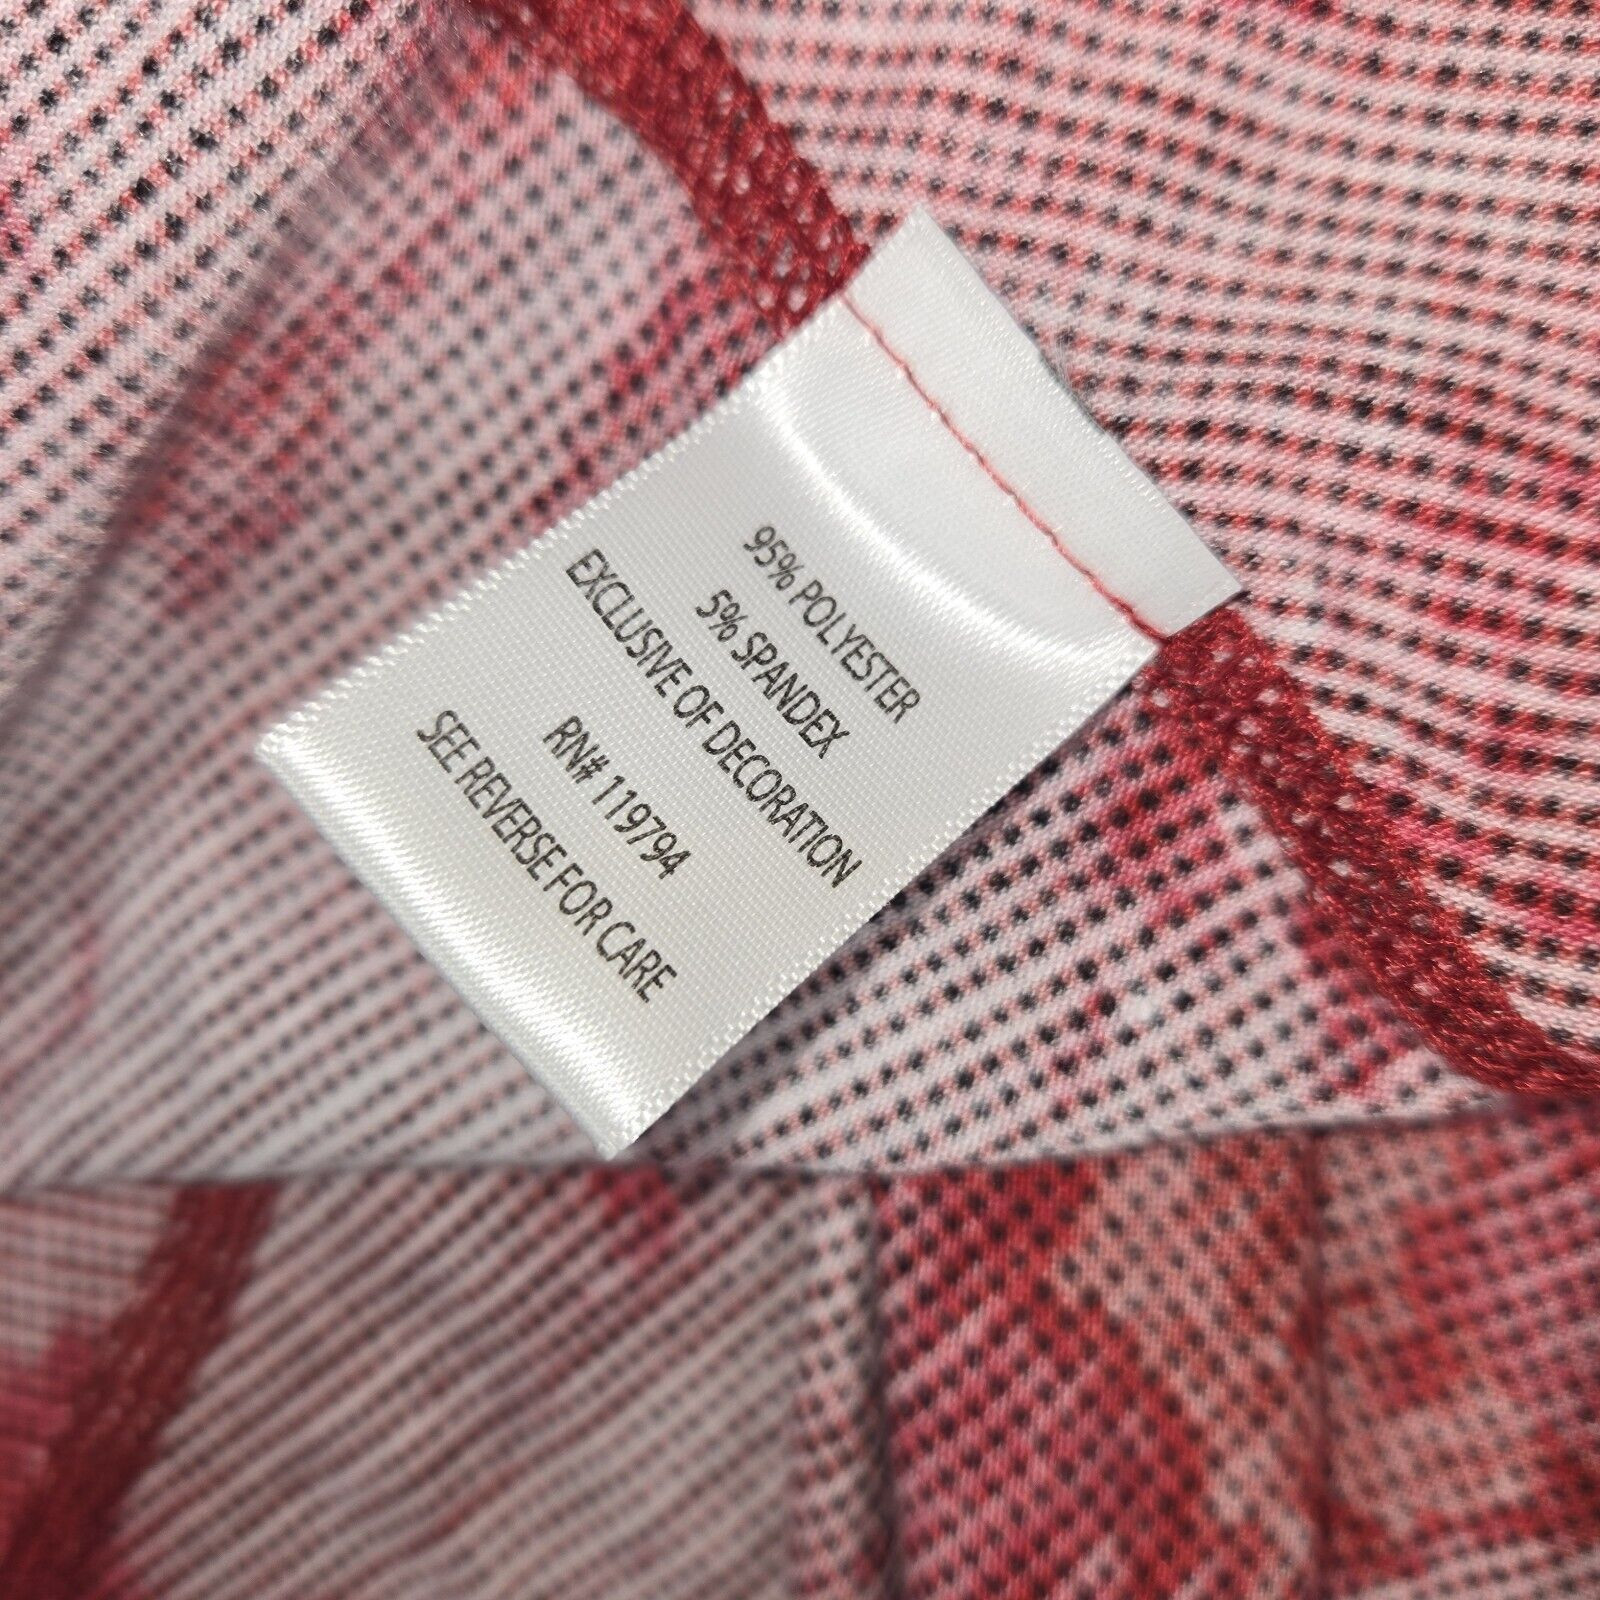 95% POLYESTER
5% SPANDEX
EXCLUSIVE OF DECORATION
RN# 119794
SEE REVERSE FOR CARE